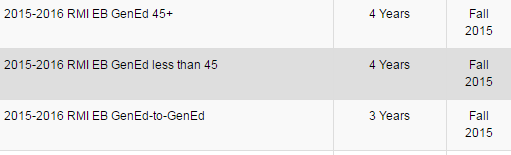 2015-2016 RMI EB GenEd 45+ 4 Years Fall
2015
2015-2016 RMI EB GenEd less than 45 4 Years Fall
2015
2015-2016 RMI EB GenEd-to-GenEd 3 Years Fall
2015